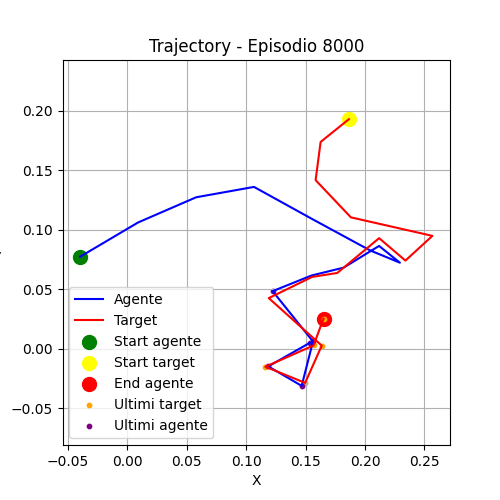 Trajectory - Episodio 8000
0.20
0.15
0.10
0.05
0.00
−0.05
Agente
Target
Start agente
Start target
End agente
Ultimi target
Ultimi agente
−0.05 0.00 0.05 0.10 0.15 0.20 0.25
X